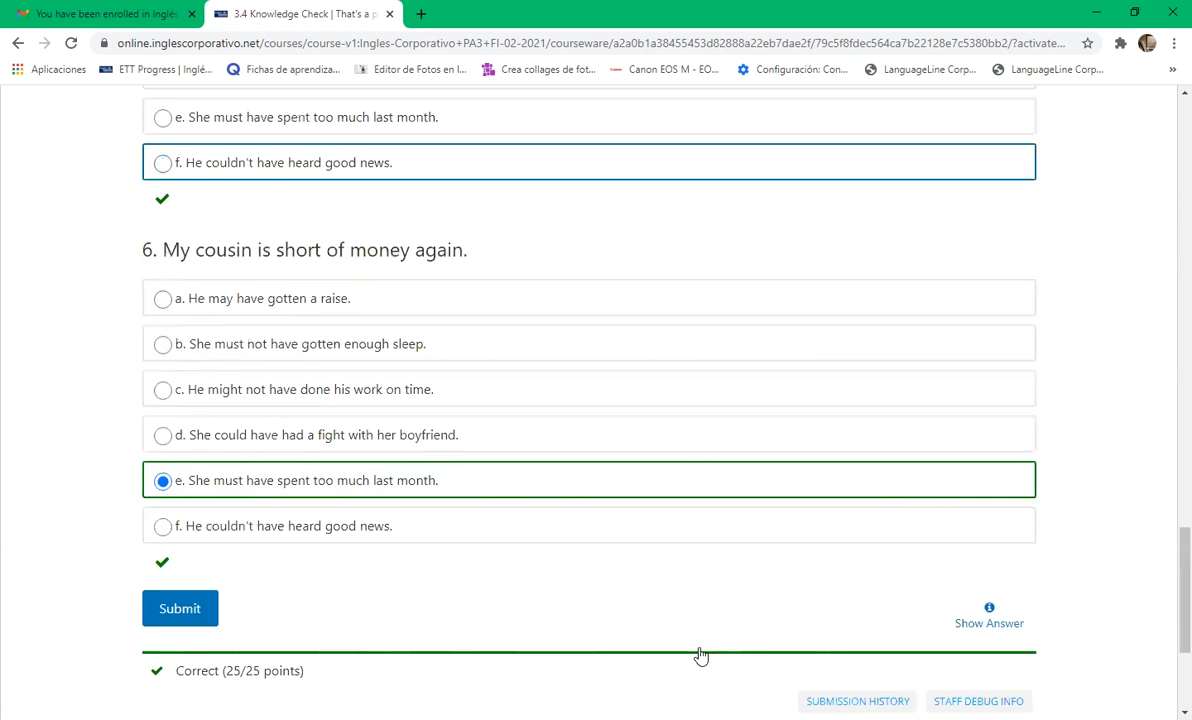 You have been enrolled in Inglés
3.4 Knowledge Check | That's a p
online.inglescorporativo.net/courses/course-v1:Ingles-Corporativo+PA3+FI-02-2021/courseware/a2a0b1a38455453d82888a22eb7dae2f/79c5f8fdec564ca7b22128e7c5380bb2/?activate...
Aplicaciones
ETT Progress | Inglé...
Fichas de aprendiza...
Editor de Fotos en l...
Crea collages de fot...
Canon EOS M - EO...
Configuración: Con...
LanguageLine Corp...
LanguageLine Corp...
»
e. She must have spent too much last month.
f. He couldn't have heard good news.
6. My cousin is short of money again.
a. He may have gotten a raise.
b. She must not have gotten enough sleep.
c. He might not have done his work on time.
d. She could have had a fight with her boyfriend.
e. She must have spent too much last month.
f. He couldn't have heard good news.
Submit
Show Answer
Correct (25/25 points)
SUBMISSION HISTORY
STAFF DEBUG INFO